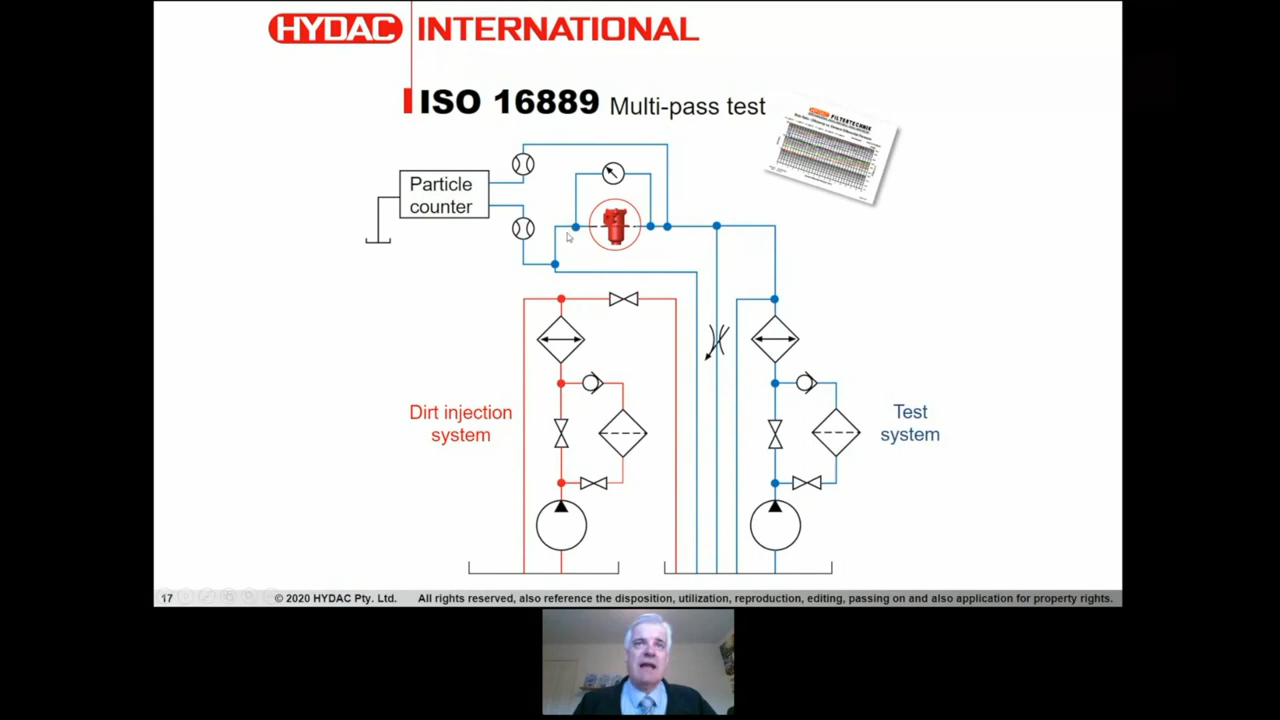 HYDAC INTERNATIONAL
ISO 16889 Multi-pass test
FILTERTECHNIK
Particle
counter
Dirt injection
system
Test
system
17 © 2020 HYDAC Pty. Ltd. All rights reserved, also reference the disposition, utilization, reproduction, editing, passing on and also application for property rights.